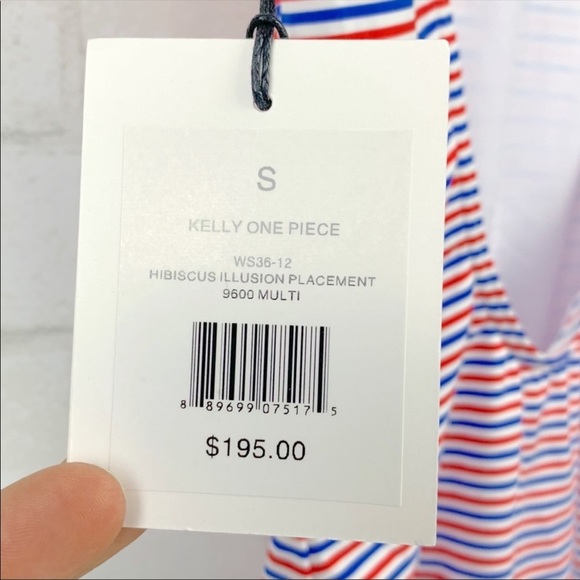 S
KELLY ONE PIECE
WS36-12
HIBISCUS ILLUSION PLACEMENT
9600 MULTI
8 89699 07517 5
$195.00